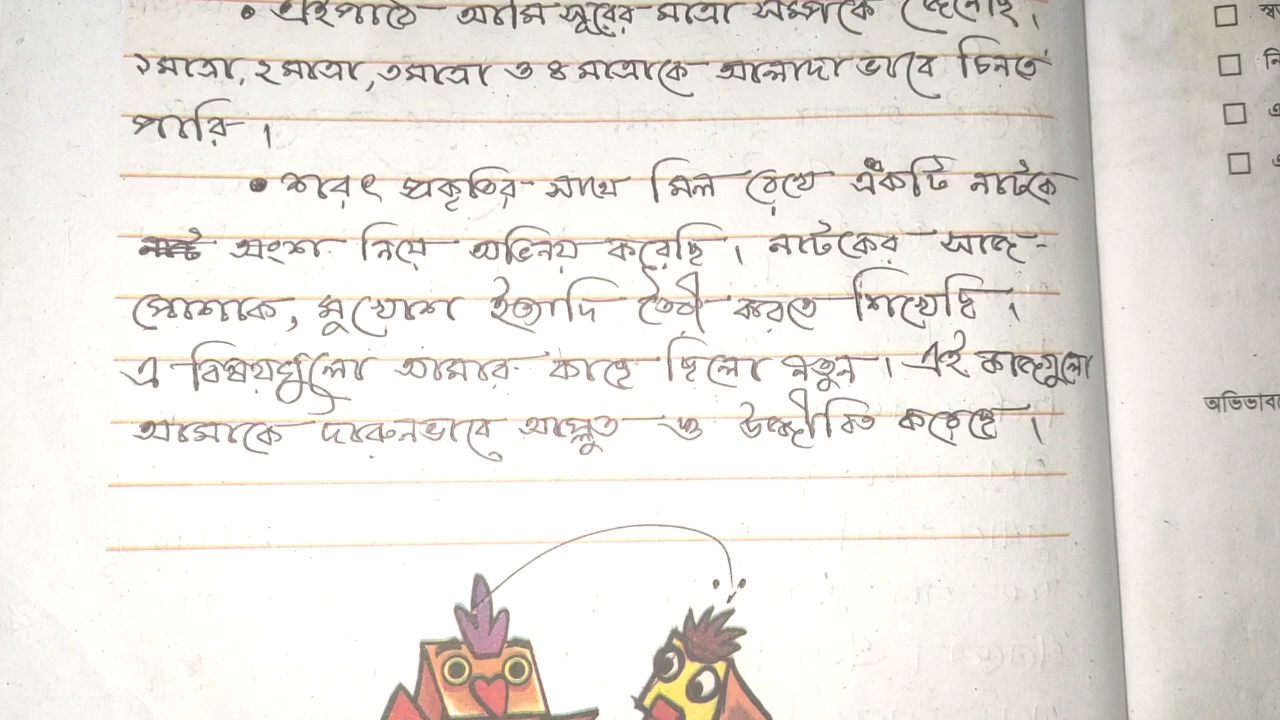 • এইপাঠে আমি সুরের মাত্রা সম্পর্কে জেনেছি।
১মাত্রা, ২মাত্রা, ৩মাত্রা ও ৪মাত্রাকে আলাদা ভাবে চিনতে
পারি।
• শরৎ প্রকৃতির সাথে মিল রেখে একটি নাটকে
অংশ নিয়ে অভিনয় করেছি। নাটকের সাজ-
পোশাক, মুখোশ ইত্যাদি তৈরী করতে শিখেছি।
এ বিষয়গুলো আমার কাছে ছিলো নতুন। এই কাজগুলো
আমাকে দারুনভাবে আপ্লুত ও উজ্জীবিত করেছে।
অভিভাব